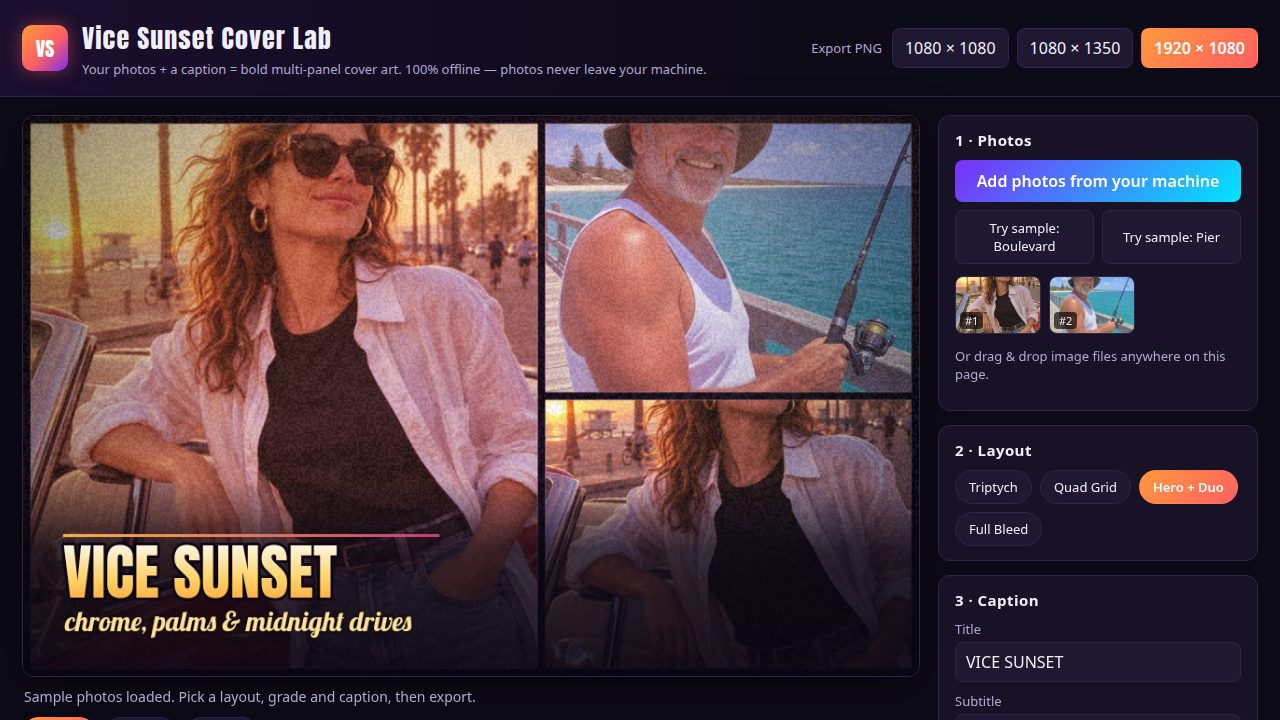 VS
Vice Sunset Cover Lab
Your photos + a caption = bold multi-panel cover art. 100% offline — photos never leave your machine.
Export PNG
1080 × 1080
1080 × 1350
1920 × 1080
VICE SUNSET
chrome, palms & midnight drives
Sample photos loaded. Pick a layout, grade and caption, then export.
1 · Photos
Add photos from your machine
Try sample:
Boulevard
Try sample: Pier
#1
#2
Or drag & drop image files anywhere on this
page.
2 · Layout
Triptych
Quad Grid
Hero + Duo
Full Bleed
3 · Caption
Title
VICE SUNSET
Subtitle